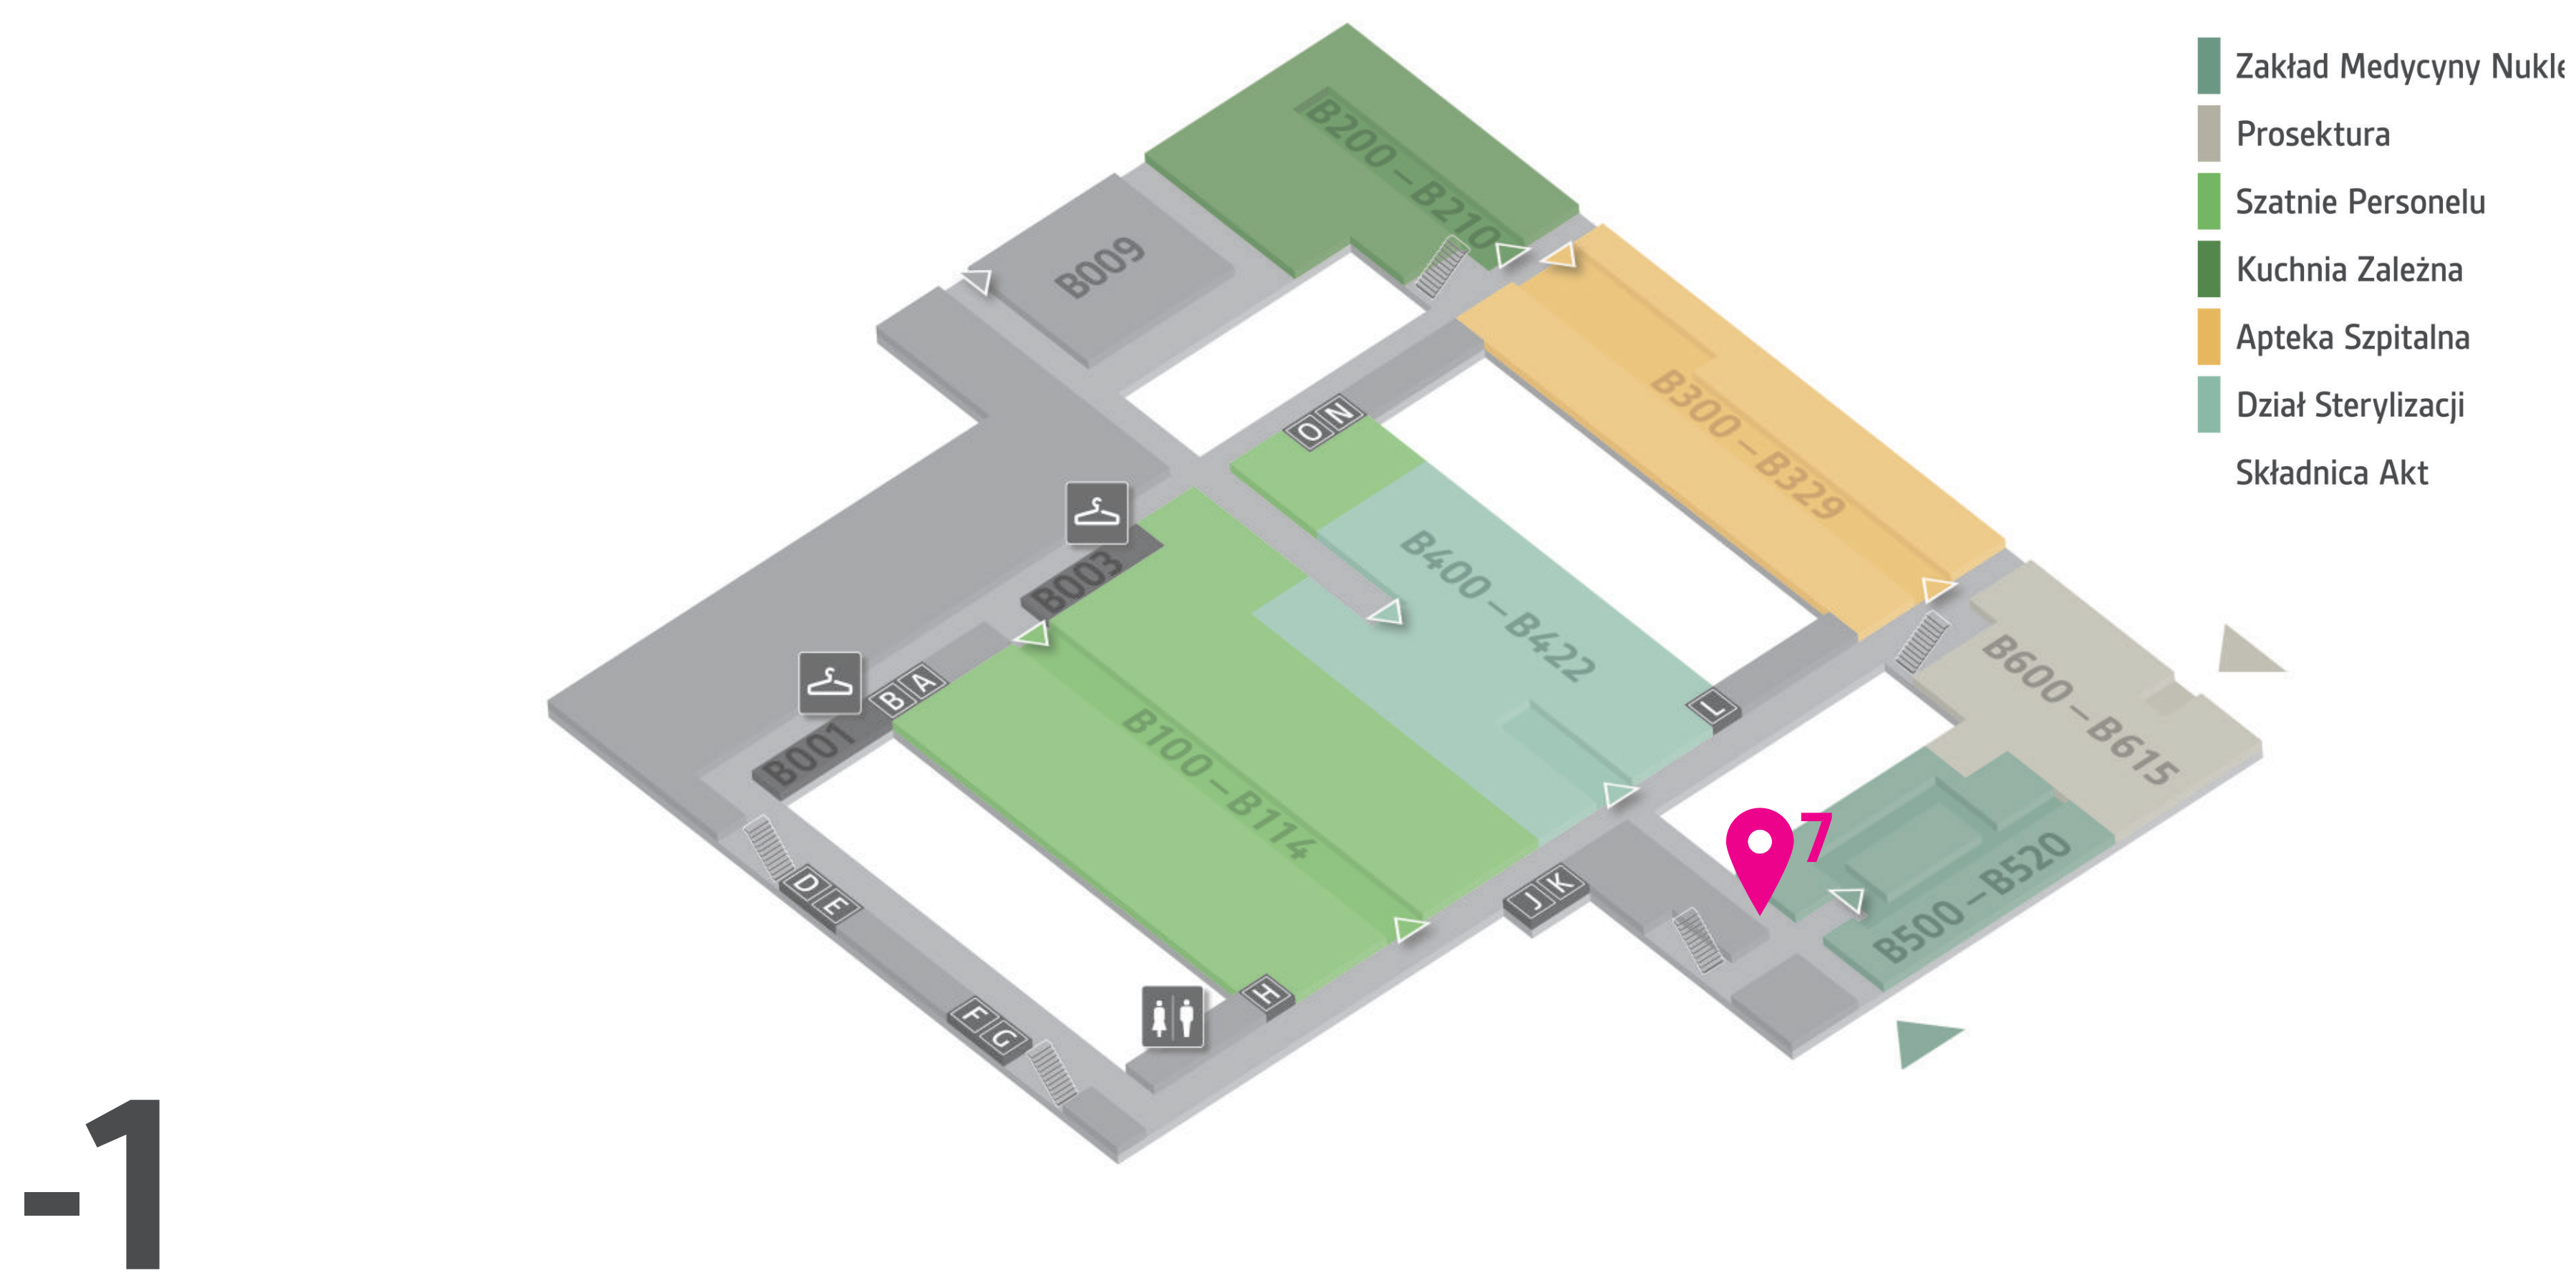 Zakład Medycyny Nukle
Prosektura
Szatnie Personelu
Kuchnia Zależna
Apteka Szpitalna
Dział Sterylizacji
Składnica Akt
B200–B210
B009
B300–B329
O N
B003
B400–B422
B A
B001
B100–B114
L
B600–B615
7
B500–B520
D E
J K
H
F G
-1